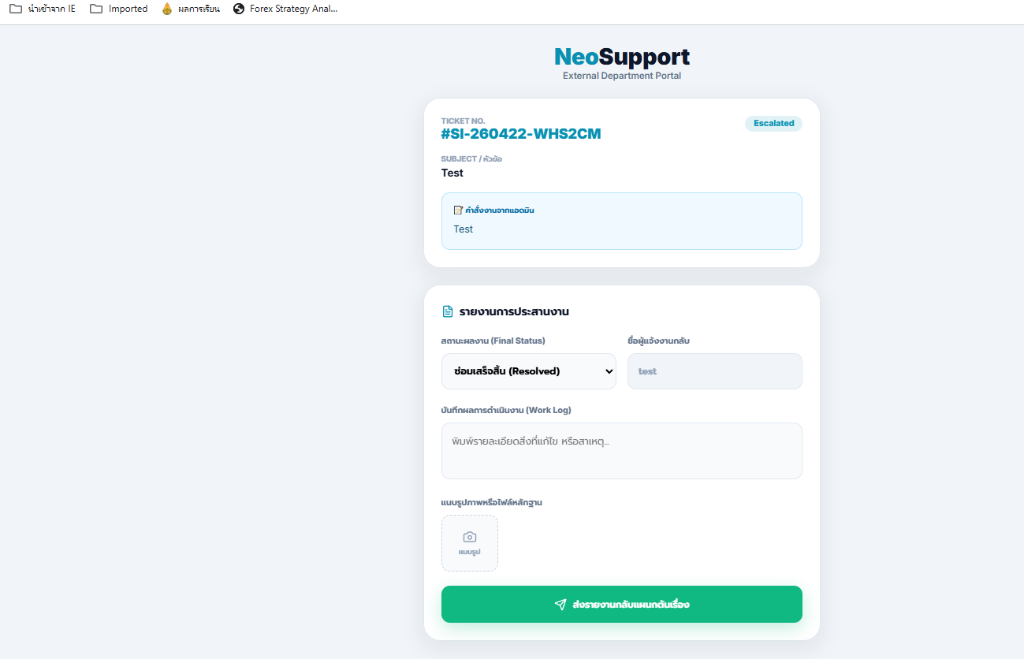 นำเข้าจาก IE
Imported
ผลการเรียน
Forex Strategy Anal...
NeoSupport
External Department Portal
TICKET NO.
#SI-260422-WHS2CM
Escalated
SUBJECT / หัวข้อ
Test
คำสั่งงานจากแอดมิน
Test
รายงานการประสานงาน
สถานะผลงาน (Final Status)
ชื่อผู้แจ้งงานกลับ
ซ่อมเสร็จสิ้น (Resolved)
test
บันทึกผลการดำเนินงาน (Work Log)
พิมพ์รายละเอียดสิ่งที่แก้ไข หรือสาเหตุ...
แนบรูปภาพหรือไฟล์หลักฐาน
แนบรูป
ส่งรายงานกลับแผนกต้นเรื่อง